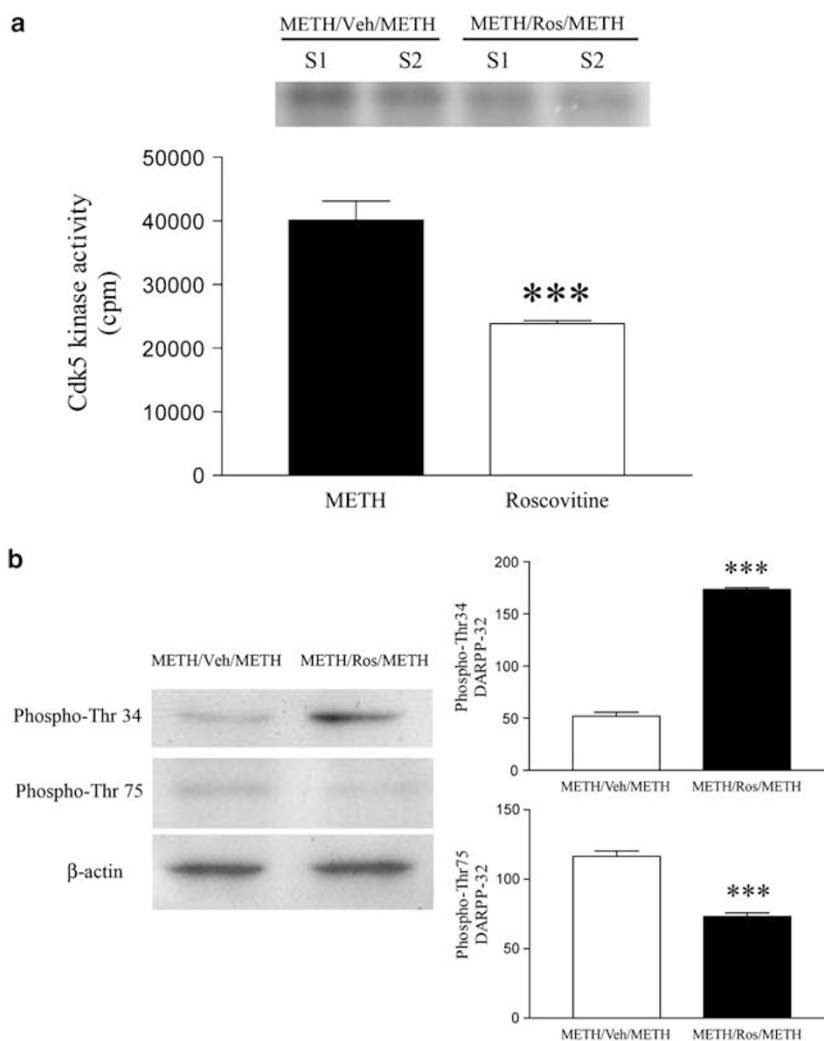 a
METH/Veh/METH METH/Ros/METH
S1 S2 S1 S2
50000
40000
30000
20000
10000
0
Cdk5 kinase activity
(cpm)
***
METH Roscovitine
b
METH/Veh/METH METH/Ros/METH
Phospho-Thr 34
Phospho-Thr 75
β-actin
Phospho-Thr34
DARPP-32
200
150
100
50
0
***
METH/Veh/METH METH/Ros/METH
Phospho-Thr75
DARPP-32
150
100
50
0
***
METH/Veh/METH METH/Ros/METH